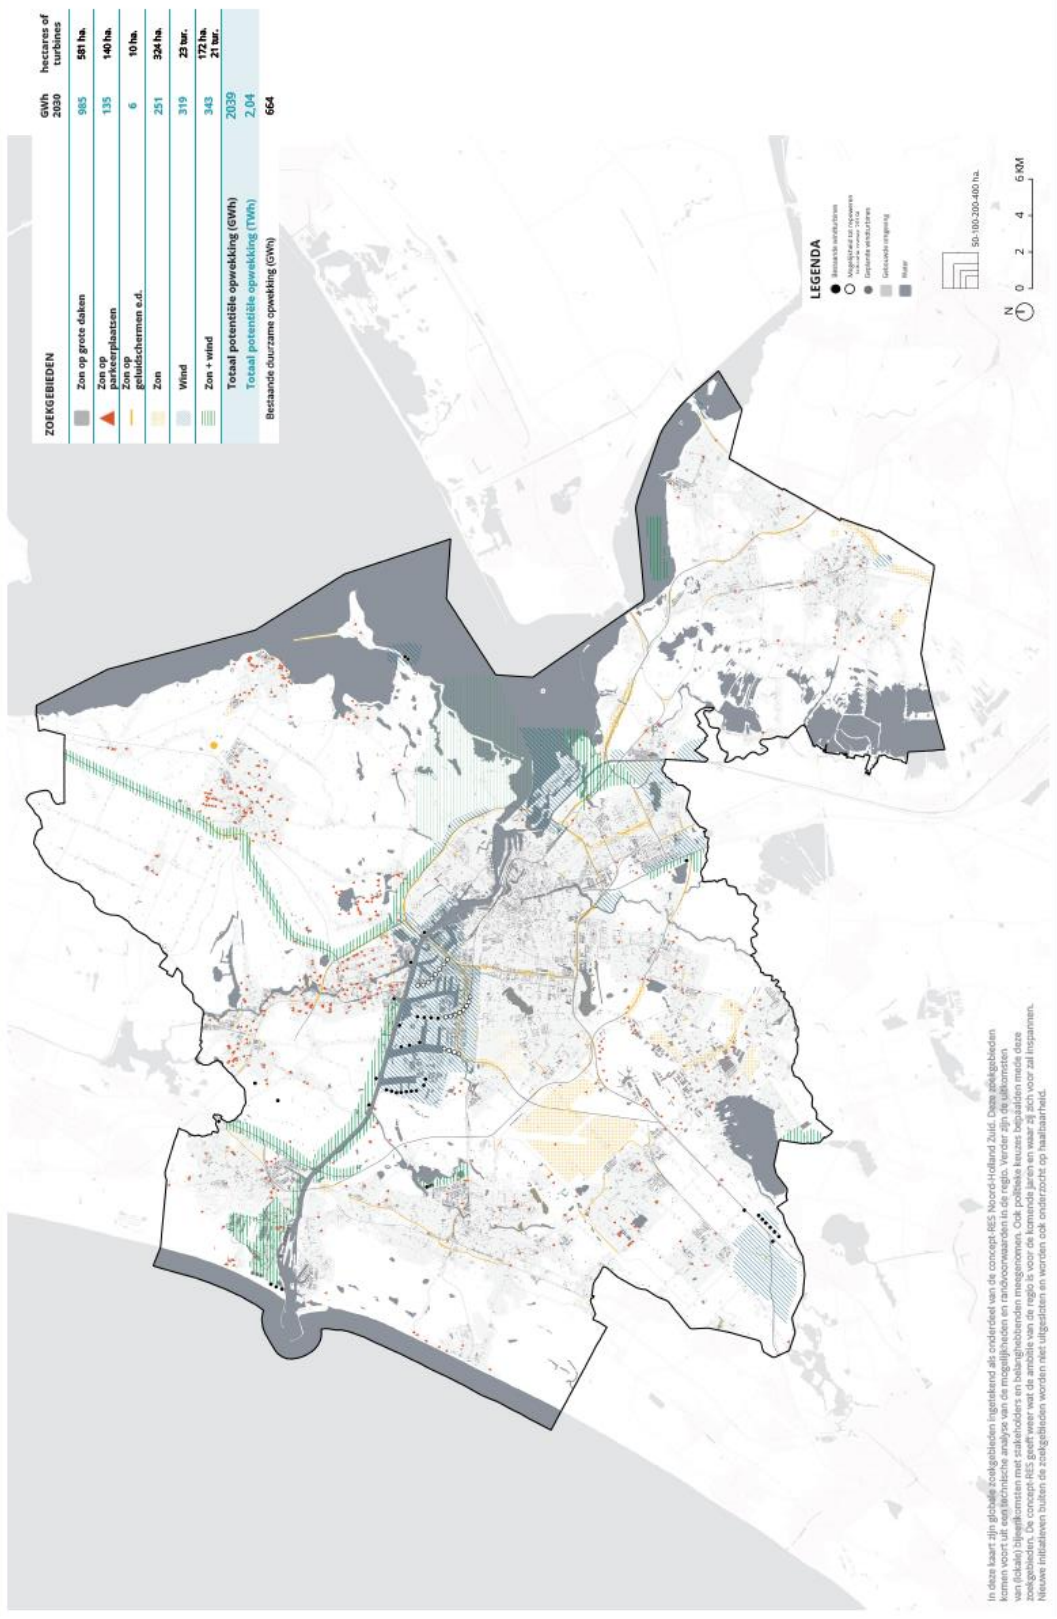 ZOEKGEBIEDEN
GWh 2030
hectares of turbines
Zon op grote daken 985 581 ha.
Zon op parkeerplaatsen 135 140 ha.
Zon op geluidschermen e.d. 6 10 ha.
Zon 251 324 ha.
Wind 319 23 tur.
Zon + wind 343 172 ha. 21 tur.
Totaal potentiële opwekking (GWh) 2039
Totaal potentiële opwekking (TWh) 2,04
Bestaande duurzame opwekking (GWh) 664
LEGENDA
Bestaande windturbines
Mogelijkheid tot repoweren
Geplande windturbines
Gebouwde omgeving
Water
50-100-200-400 ha.
N
0 2 4 6 KM
In deze kaart zijn globale zoekgebieden ingetekend als onderdeel van de concept-RES Noord-Holland Zuid. Deze zoekgebieden
komen voort uit een technische analyse van de mogelijkheden en randvoorwaarden in de regio. Verder zijn de uitkomsten
van (lokale) bijeenkomsten met stakeholders en belanghebbenden meegenomen. Ook politieke keuzes bepaalden mede deze
zoekgebieden. De concept-RES geeft weer wat de ambitie van de regio is voor de komende jaren en waar zij zich voor zal inspannen.
Nieuwe initiatieven buiten de zoekgebieden worden niet uitgesloten en worden ook onderzocht op haalbaarheid.